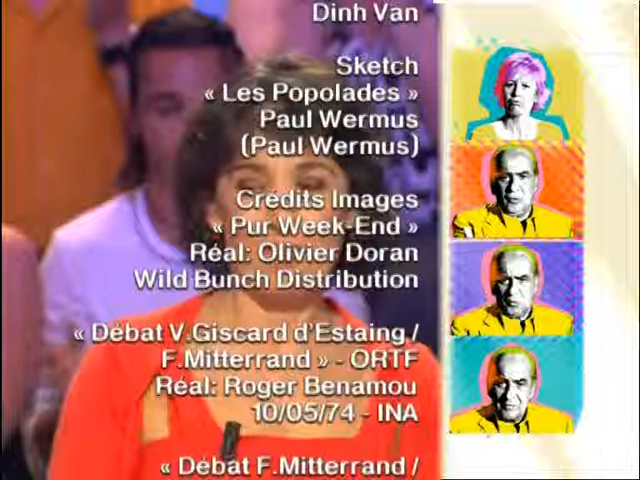 Dinh Van
Sketch
« Les Popolades »
Paul Wermus
(Paul Wermus)
Crédits Images
« Pur Week-End »
Réal: Olivier Doran
Wild Bunch Distribution
« Débat V.Giscard d'Estaing /
F.Mitterrand » - ORTF
Réal: Roger Benamou
10/05/74 - INA
« Débat F.Mitterrand /